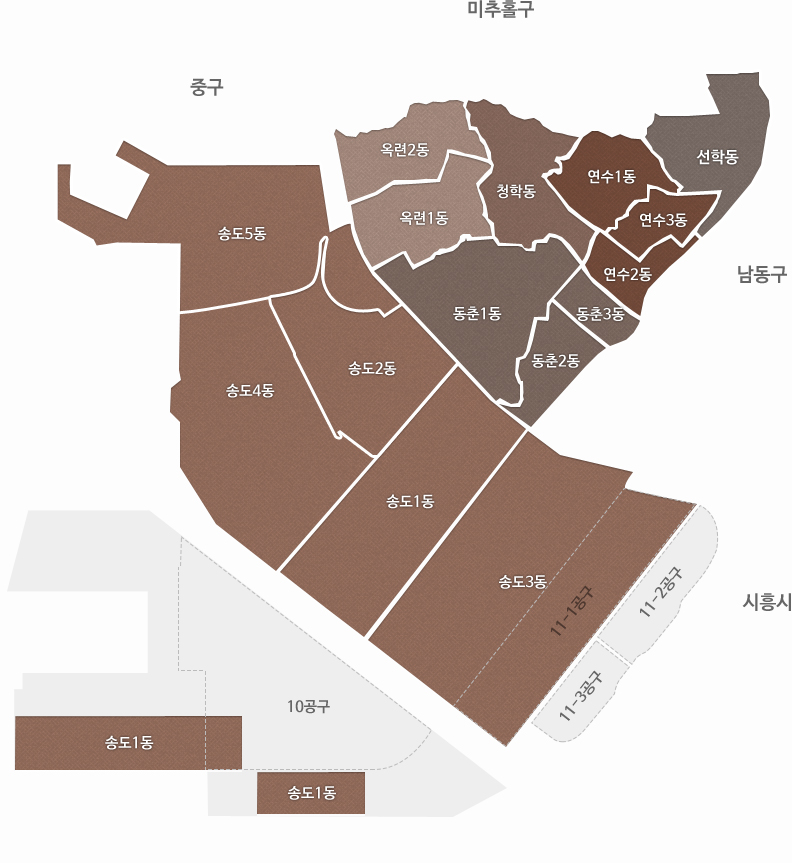 미추홀구
중구
옥련2동
선학동
연수1동
청학동
옥련1동
연수3동
송도5동
연수2동
남동구
동춘1동
동춘3동
동춘2동
송도2동
송도4동
송도1동
송도3동
11-1공구
11-2공구
시흥시
11-3공구
10공구
송도1동
송도1동